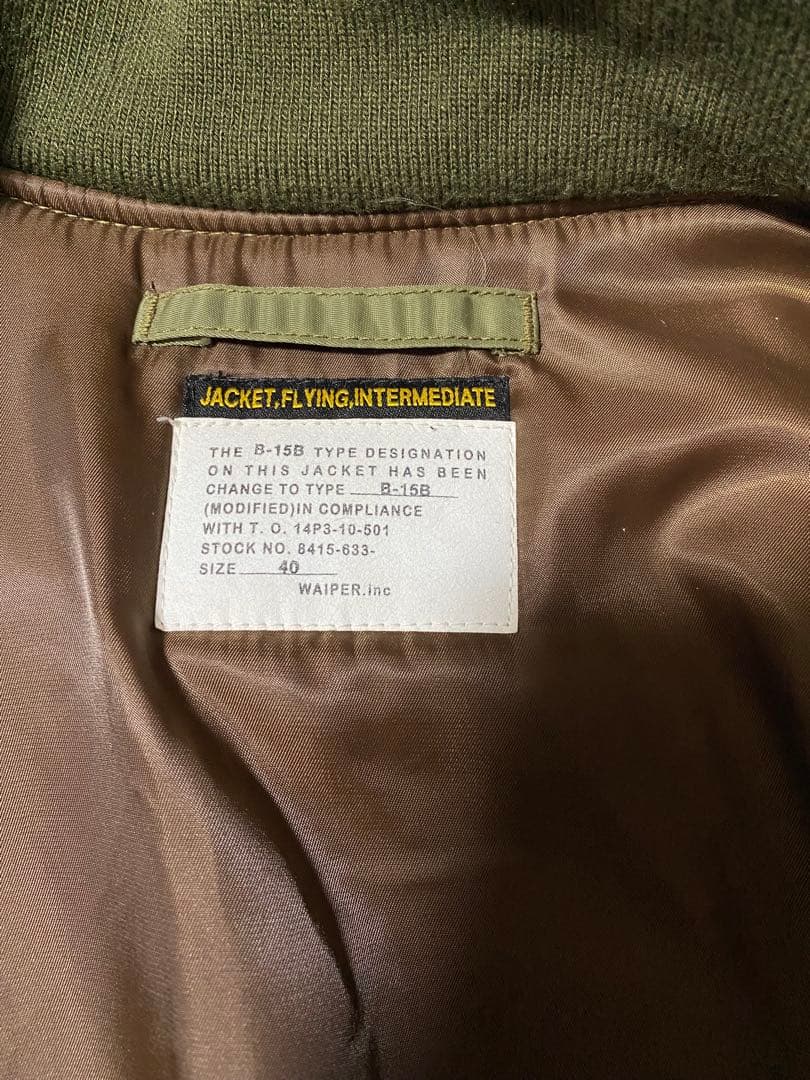 JACKET,FLYING,INTERMEDIATE
THE B-15B TYPE DESIGNATION
ON THIS JACKET HAS BEEN
CHANGE TO TYPE B-15B
(MODIFIED)IN COMPLIANCE
WITH T. O. 14P3-10-501
STOCK NO. 8415-633-
SIZE 40
WAIPER.inc